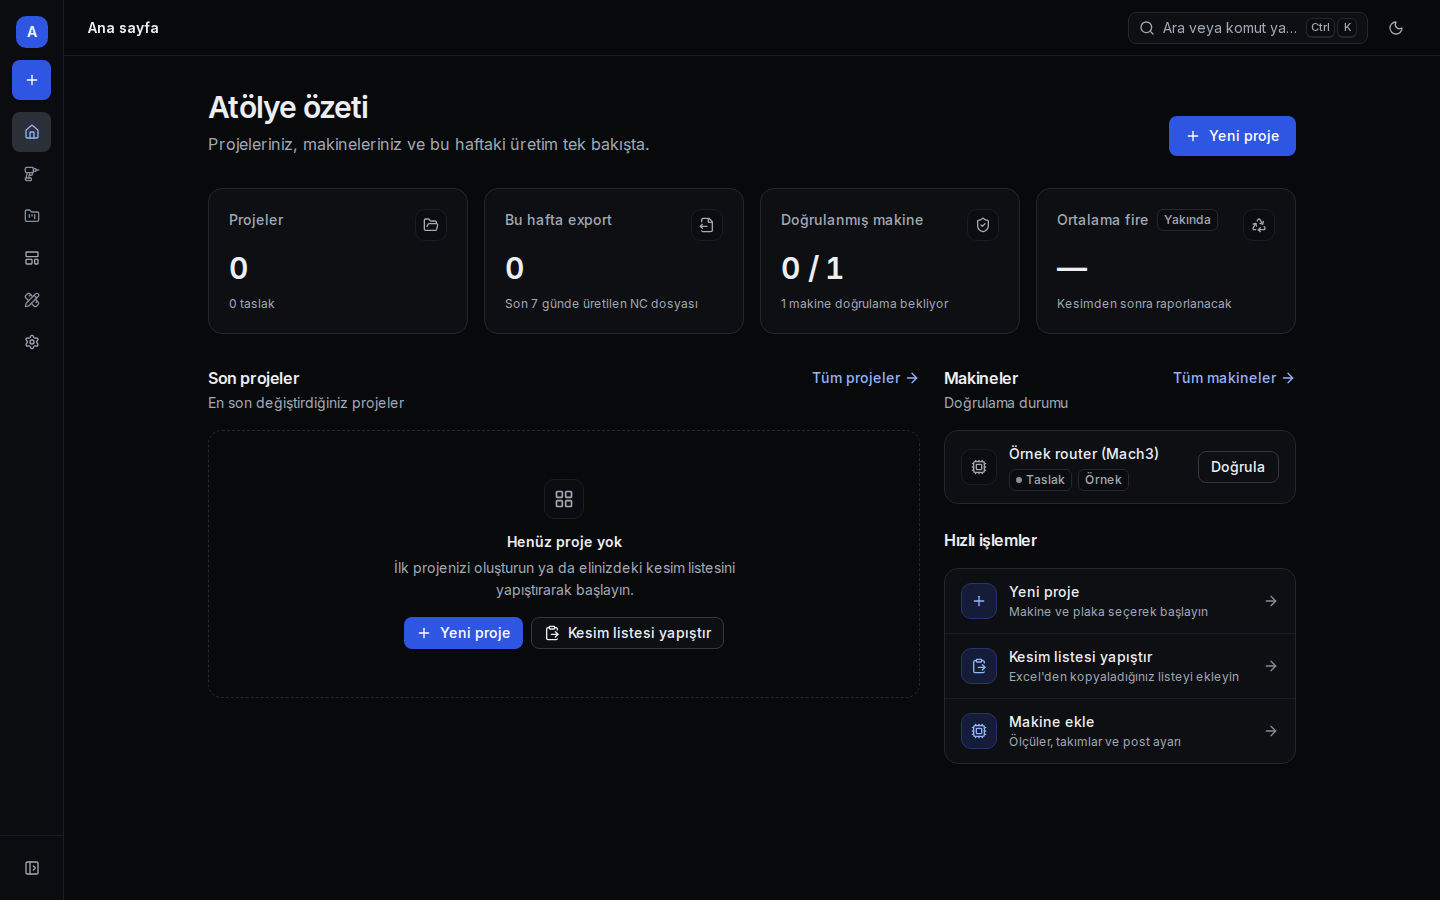 A
Ana sayfa
Ara veya komut ya...
Ctrl
K
Atölye özeti
Projeleriniz, makineleriniz ve bu haftaki üretim tek bakışta.
Yeni proje
Projeler
0
0 taslak
Bu hafta export
0
Son 7 günde üretilen NC dosyası
Doğrulanmış makine
0 / 1
1 makine doğrulama bekliyor
Ortalama fire
Yakında
—
Kesimden sonra raporlanacak
Son projeler
Tüm projeler
En son değiştirdiğiniz projeler
Henüz proje yok
İlk projenizi oluşturun ya da elinizdeki kesim listesini
yapıştırarak başlayın.
Yeni proje
Kesim listesi yapıştır
Makineler
Tüm makineler
Doğrulama durumu
Örnek router (Mach3)
Taslak
Örnek
Doğrula
Hızlı işlemler
Yeni proje
Makine ve plaka seçerek başlayın
Kesim listesi yapıştır
Excel'den kopyaladığınız listeyi ekleyin
Makine ekle
Ölçüler, takımlar ve post ayarı